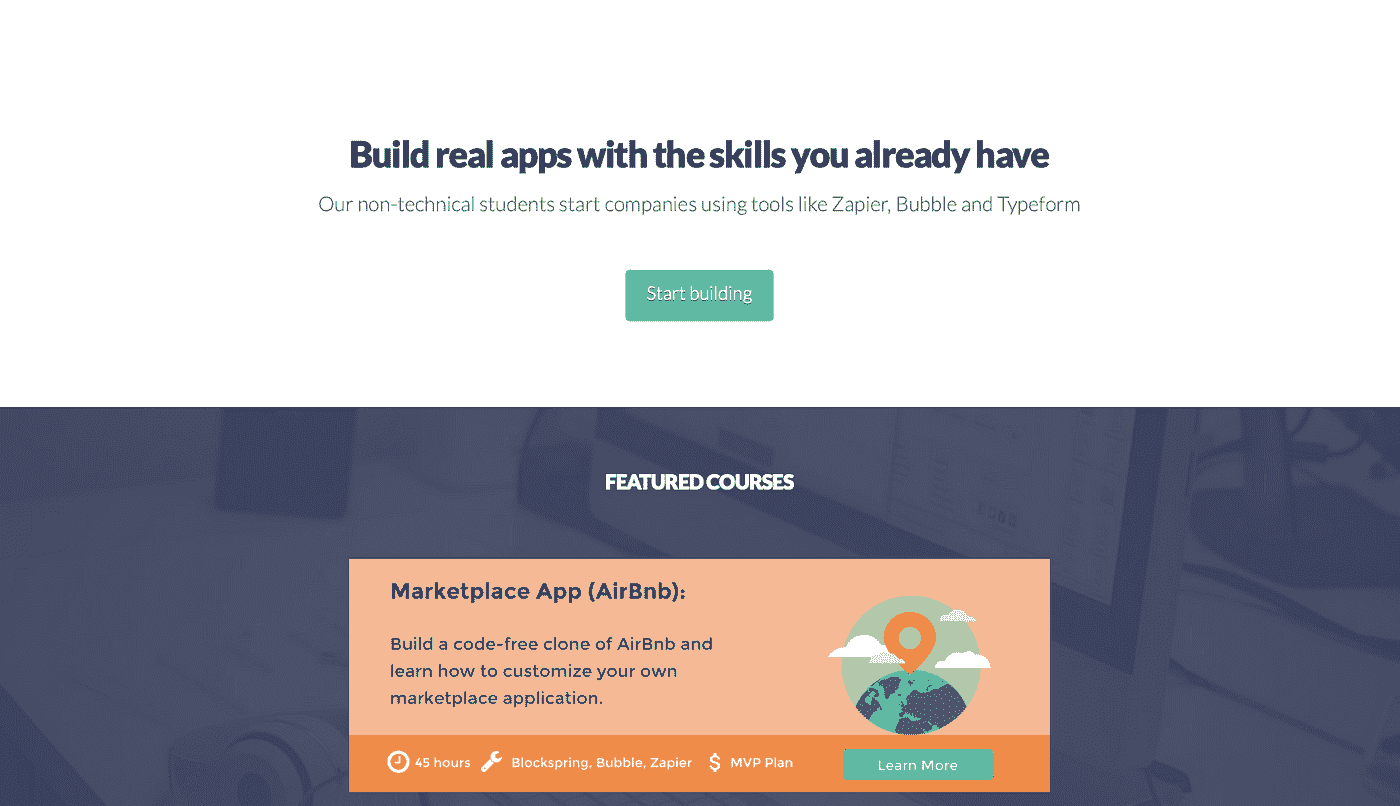 Build real apps with the skills you already have
Our non-technical students start companies using tools like Zapier, Bubble and Typeform
Start building
FEATURED COURSES
Marketplace App (AirBnb):
Build a code-free clone of AirBnb and
learn how to customize your own
marketplace application.
45 hours Blockspring, Bubble, Zapier $ MVP Plan
Learn More